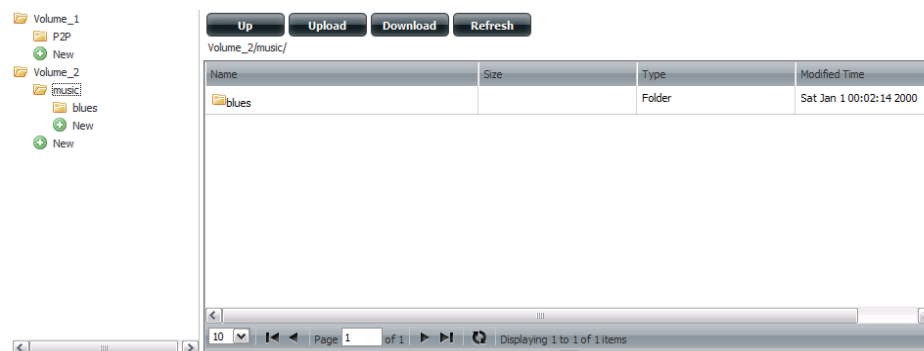 Volume_1
P2P
New
Volume_2
music
blues
New
New
Up Upload Download Refresh
Volume_2/music/
Name Size Type Modified Time
blues Folder Sat Jan 1 00:02:14 2000
10 Page 1 of 1 Displaying 1 to 1 of 1 items